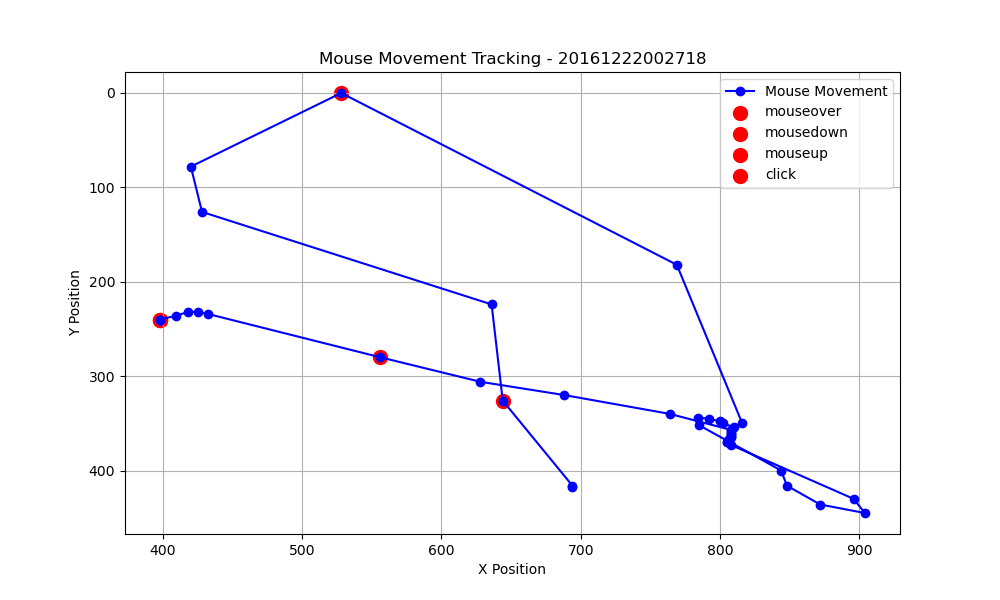 Mouse Movement Tracking - 20161222002718
Mouse Movement
mouseover
mousedown
mouseup
click
0
100
200
300
400
Y Position
400
500
600
700
800
900
X Position